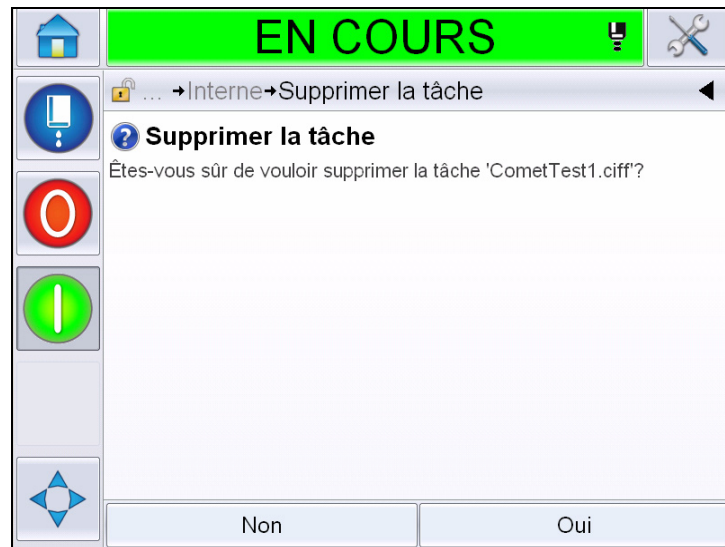 EN COURS
... →Interne→Supprimer la tâche
Supprimer la tâche
Êtes-vous sûr de vouloir supprimer la tâche 'CometTest1.ciff'?
Non
Oui